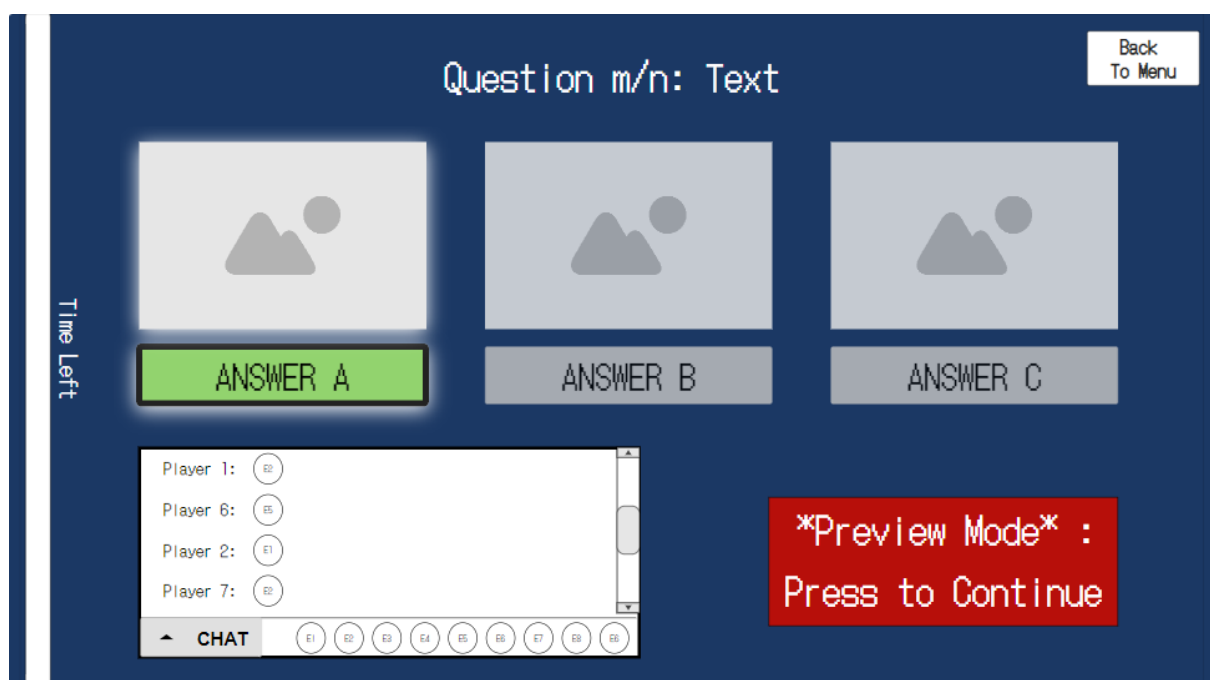 Question m/n: Text
Back
To Menu
Time Left
ANSWER A
ANSWER B
ANSWER C
Player 1: E2
Player 6: E5
Player 2: E1
Player 7: E2
CHAT E1 E2 E3 E4 E5 E6 E7 E8 E6
*Preview Mode* :
Press to Continue